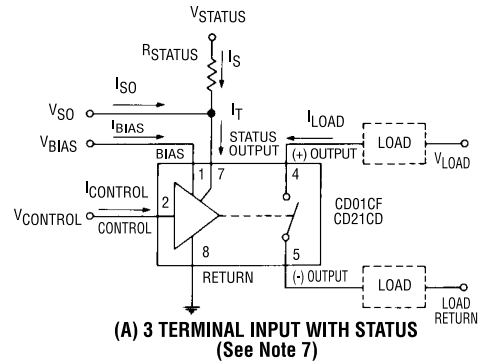 VSTATUS
RSTATUS
IS
ISO
VSO
IT
IBIAS
VBIAS
STATUS
OUTPUT
ILOAD
LOAD
VLOAD
BIAS
1
7
(+) OUTPUT
4
ICONTROL
VCONTROL
CONTROL
2
CD01CF
CD21CD
8
5
RETURN
(-) OUTPUT
LOAD
LOAD
RETURN
(A) 3 TERMINAL INPUT WITH STATUS
(See Note 7)